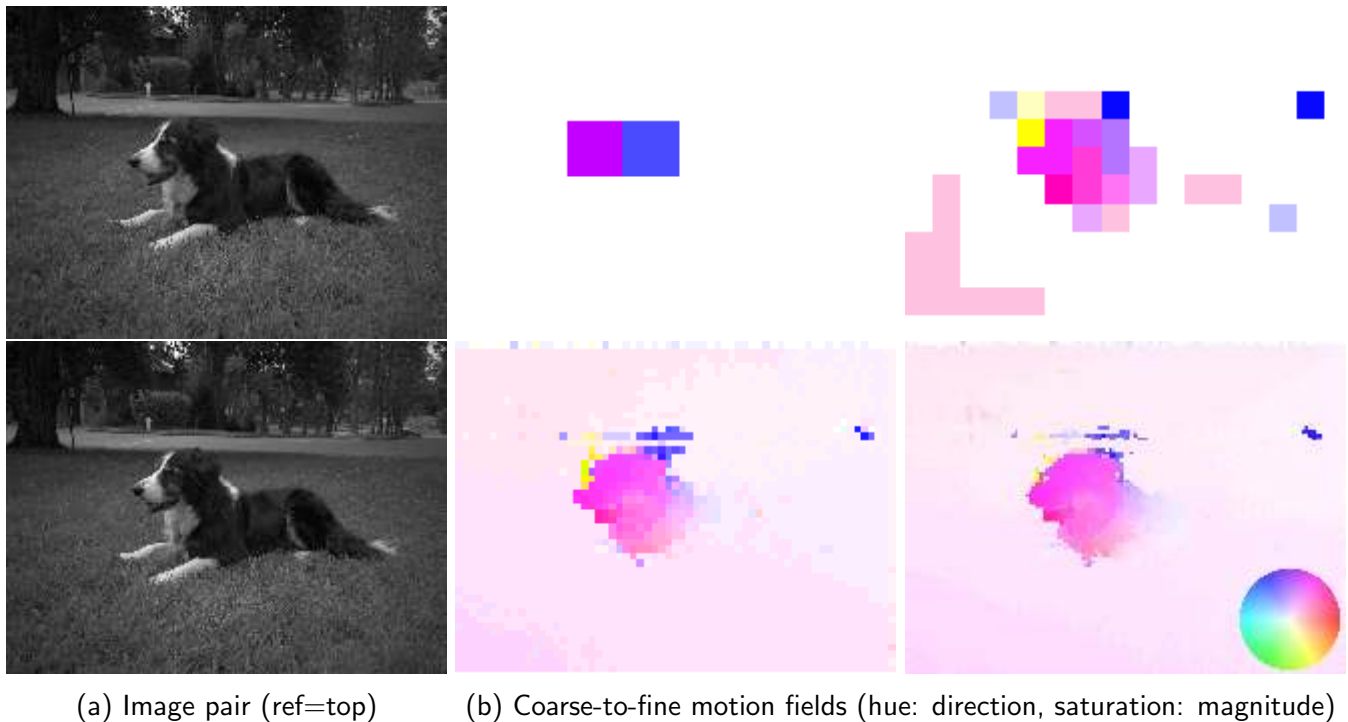 (a) Image pair (ref=top)
(b) Coarse-to-fine motion fields (hue: direction, saturation: magnitude)